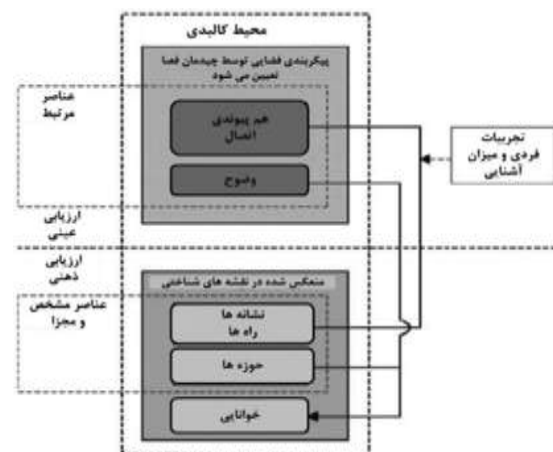 محیط کالبدی
پیکربندی فضایی توسط چیدمان فضا
تعیین می شود
عناصر
مرتبط
هم پیوندی
اتصال
وضوح
تجربیات
فردی و میزان
آشنایی
ارزیابی
عینی
ارزیابی
ذهنی
منعکس شده در نقشه های شناختی
عناصر مشخص
و مجزا
نشانه ها
راه ها
حوزه ها
خوانایی